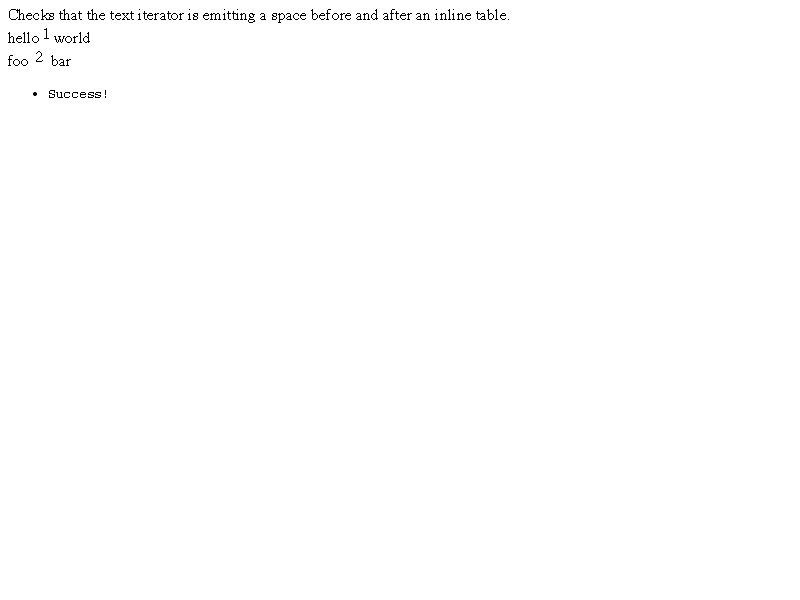 Checks that the text iterator is emitting a space before and after an inline table.
hello 1 world
foo 2 bar
• Success!